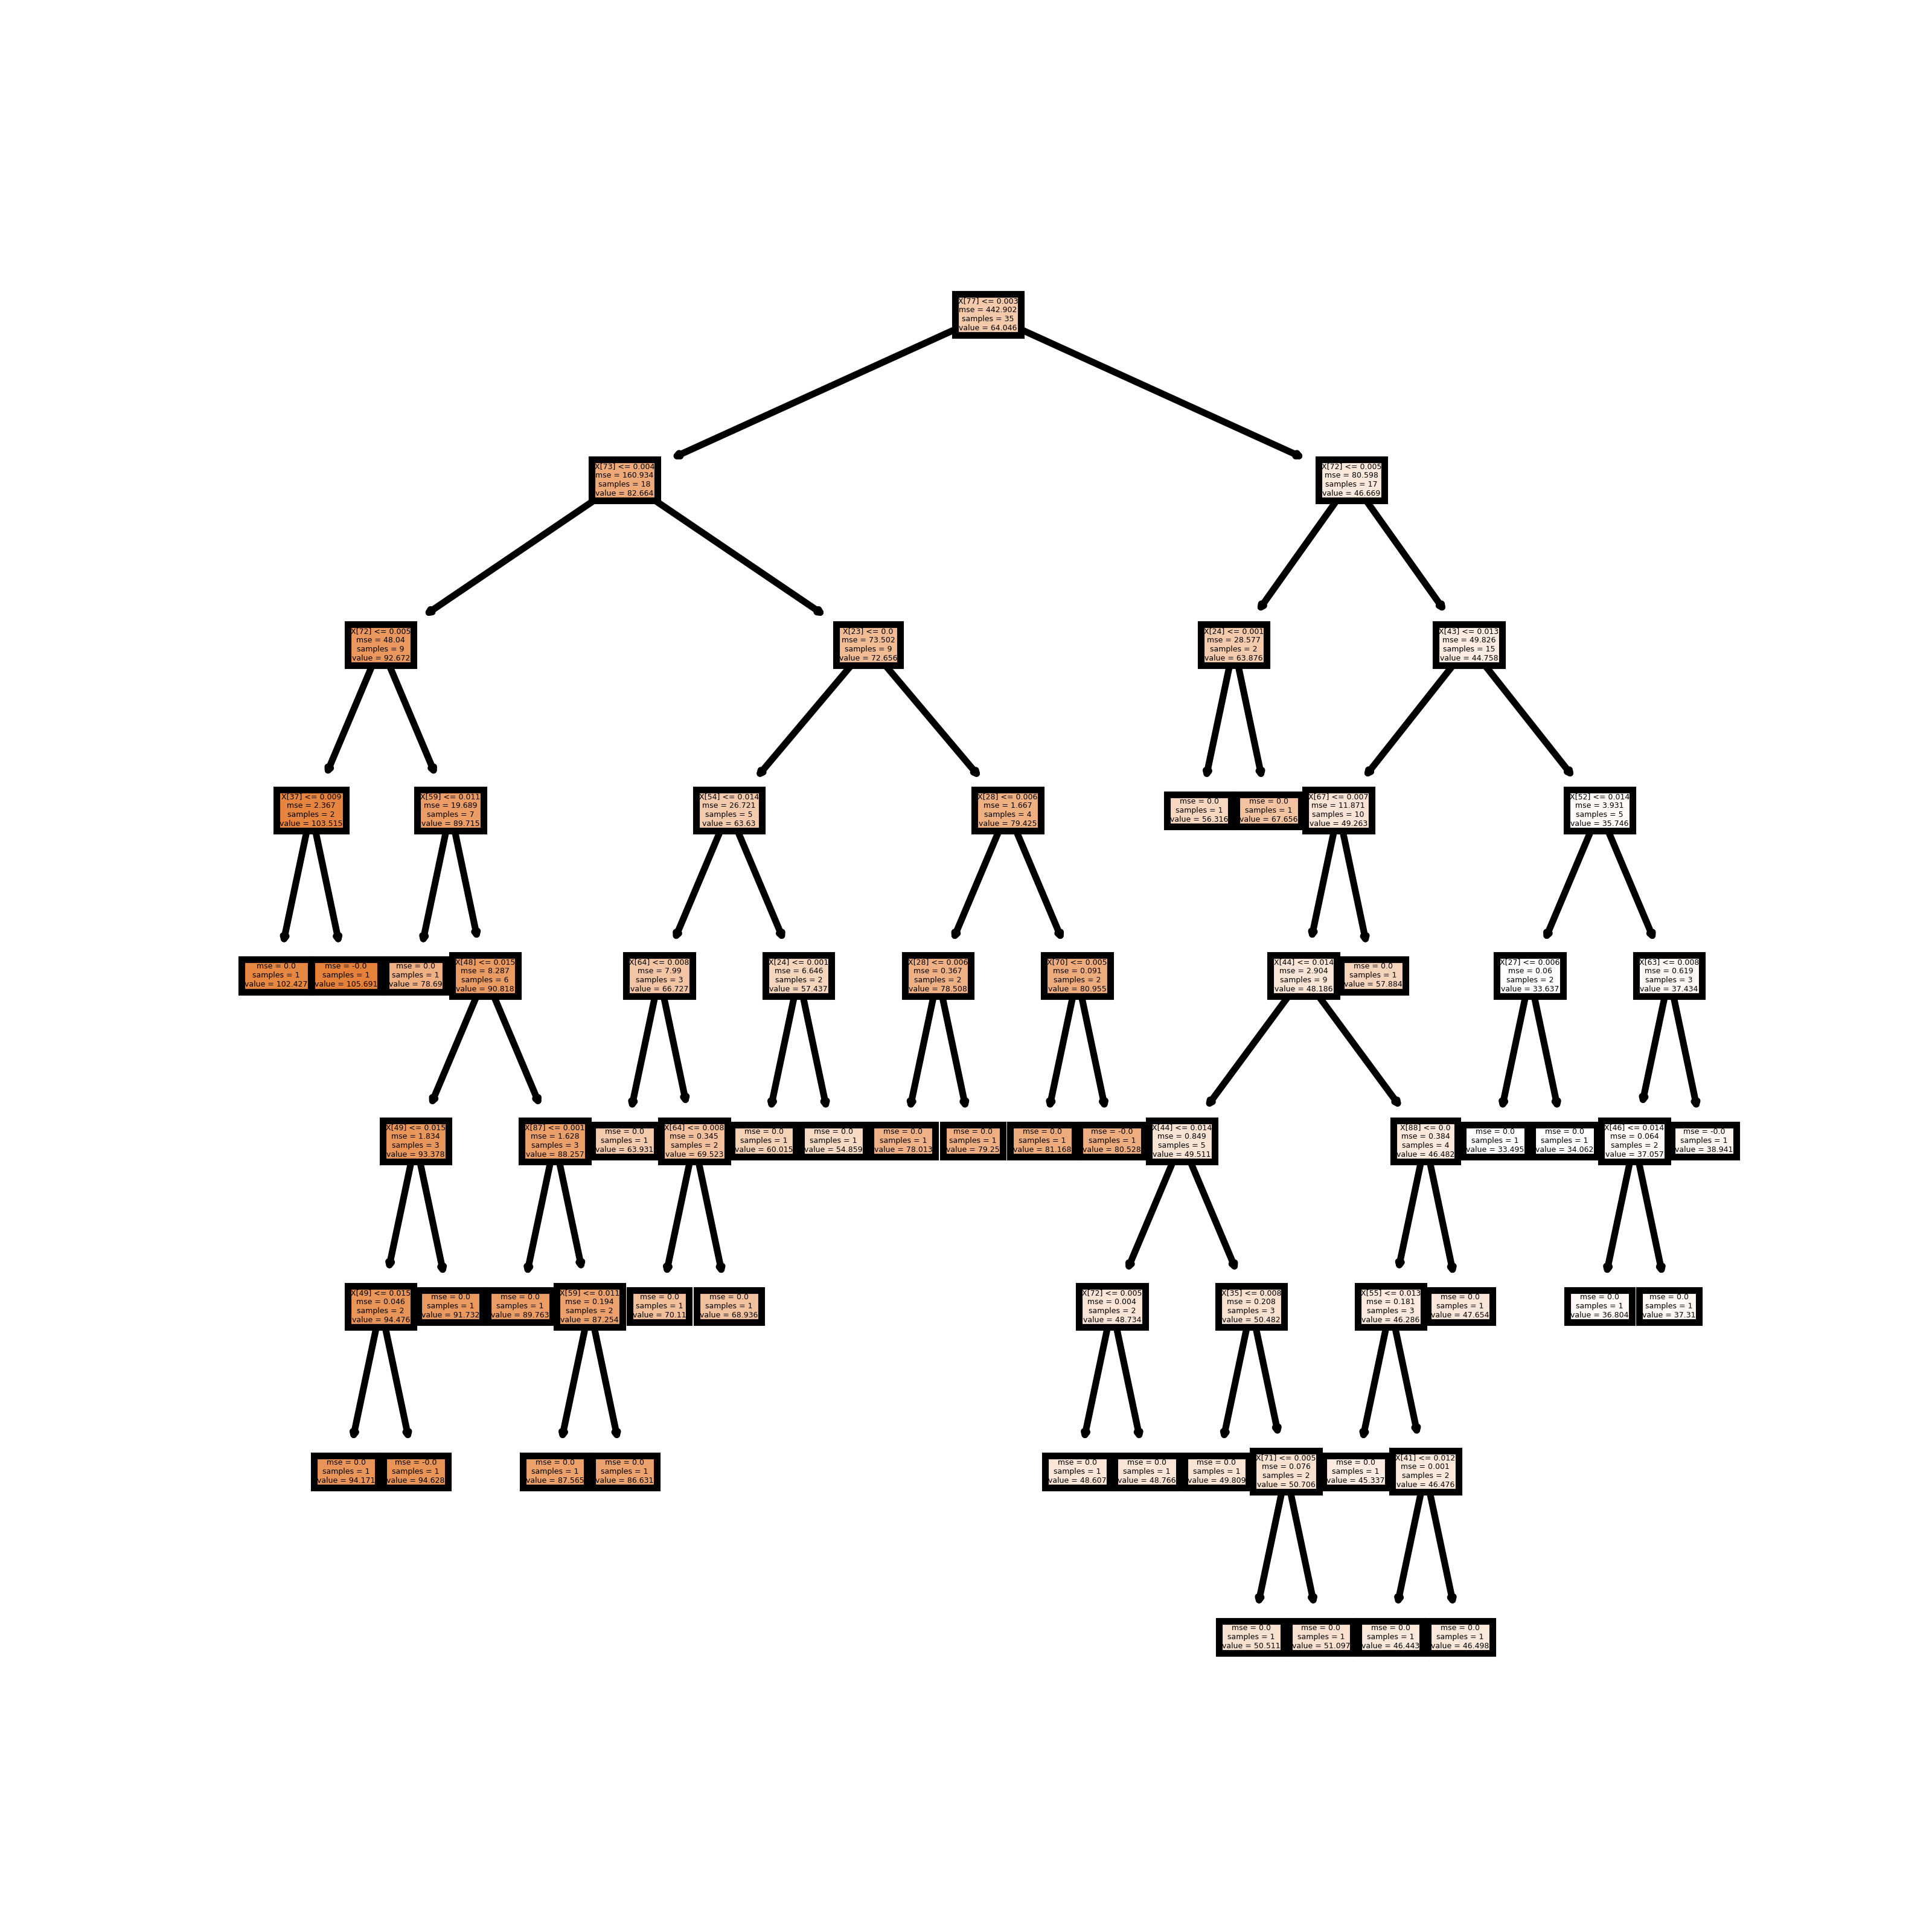 X[77] <= 0.003
mse = 442.902
samples = 35
value = 64.046
X[73] <= 0.004
mse = 160.934
samples = 18
value = 82.664
X[72] <= 0.005
mse = 80.598
samples = 17
value = 46.669
X[72] <= 0.005
mse = 48.04
samples = 9
value = 92.672
X[23] <= 0.0
mse = 73.502
samples = 9
value = 72.656
X[24] <= 0.001
mse = 28.577
samples = 2
value = 63.876
X[43] <= 0.013
mse = 49.826
samples = 15
value = 44.758
X[37] <= 0.009
mse = 2.367
samples = 2
value = 103.515
X[59] <= 0.011
mse = 19.689
samples = 7
value = 89.715
X[54] <= 0.014
mse = 26.721
samples = 5
value = 63.63
X[28] <= 0.006
mse = 1.667
samples = 4
value = 79.425
mse = 0.0
samples = 1
value = 56.316
mse = 0.0
samples = 1
value = 67.656
X[67] <= 0.007
mse = 11.871
samples = 10
value = 49.263
X[52] <= 0.014
mse = 3.931
samples = 5
value = 35.746
mse = 0.0
samples = 1
value = 102.427
mse = -0.0
samples = 1
value = 105.691
mse = 0.0
samples = 1
value = 78.69
X[48] <= 0.015
mse = 8.287
samples = 6
value = 90.818
X[64] <= 0.008
mse = 7.99
samples = 3
value = 66.727
X[24] <= 0.001
mse = 6.646
samples = 2
value = 57.437
X[28] <= 0.006
mse = 0.367
samples = 2
value = 78.508
X[70] <= 0.005
mse = 0.091
samples = 2
value = 80.955
X[44] <= 0.014
mse = 2.904
samples = 9
value = 48.186
mse = 0.0
samples = 1
value = 57.884
X[27] <= 0.006
mse = 0.06
samples = 2
value = 33.637
X[63] <= 0.008
mse = 0.619
samples = 3
value = 37.434
X[49] <= 0.015
mse = 1.834
samples = 3
value = 93.378
X[87] <= 0.001
mse = 1.628
samples = 3
value = 88.257
mse = 0.0
samples = 1
value = 63.931
X[64] <= 0.008
mse = 0.345
samples = 2
value = 69.523
mse = 0.0
samples = 1
value = 60.015
mse = 0.0
samples = 1
value = 54.859
mse = 0.0
samples = 1
value = 78.013
mse = 0.0
samples = 1
value = 79.25
mse = 0.0
samples = 1
value = 81.168
mse = -0.0
samples = 1
value = 80.528
X[44] <= 0.014
mse = 0.849
samples = 5
value = 49.511
X[88] <= 0.0
mse = 0.384
samples = 4
value = 46.482
mse = 0.0
samples = 1
value = 33.495
mse = 0.0
samples = 1
value = 34.062
X[46] <= 0.014
mse = 0.064
samples = 2
value = 37.057
mse = -0.0
samples = 1
value = 38.941
X[49] <= 0.015
mse = 0.046
samples = 2
value = 94.476
mse = 0.0
samples = 1
value = 91.732
mse = 0.0
samples = 1
value = 89.763
X[59] <= 0.011
mse = 0.194
samples = 2
value = 87.254
mse = 0.0
samples = 1
value = 70.11
mse = 0.0
samples = 1
value = 68.936
X[72] <= 0.005
mse = 0.004
samples = 2
value = 48.734
X[35] <= 0.008
mse = 0.208
samples = 3
value = 50.482
X[55] <= 0.013
mse = 0.181
samples = 3
value = 46.286
mse = 0.0
samples = 1
value = 47.654
mse = 0.0
samples = 1
value = 36.804
mse = 0.0
samples = 1
value = 37.31
mse = 0.0
samples = 1
value = 94.171
mse = -0.0
samples = 1
value = 94.628
mse = 0.0
samples = 1
value = 87.565
mse = 0.0
samples = 1
value = 86.631
mse = 0.0
samples = 1
value = 48.607
mse = 0.0
samples = 1
value = 48.766
mse = 0.0
samples = 1
value = 49.809
X[71] <= 0.005
mse = 0.076
samples = 2
value = 50.706
mse = 0.0
samples = 1
value = 45.337
X[41] <= 0.012
mse = 0.001
samples = 2
value = 46.476
mse = 0.0
samples = 1
value = 50.511
mse = 0.0
samples = 1
value = 51.097
mse = 0.0
samples = 1
value = 46.443
mse = 0.0
samples = 1
value = 46.498